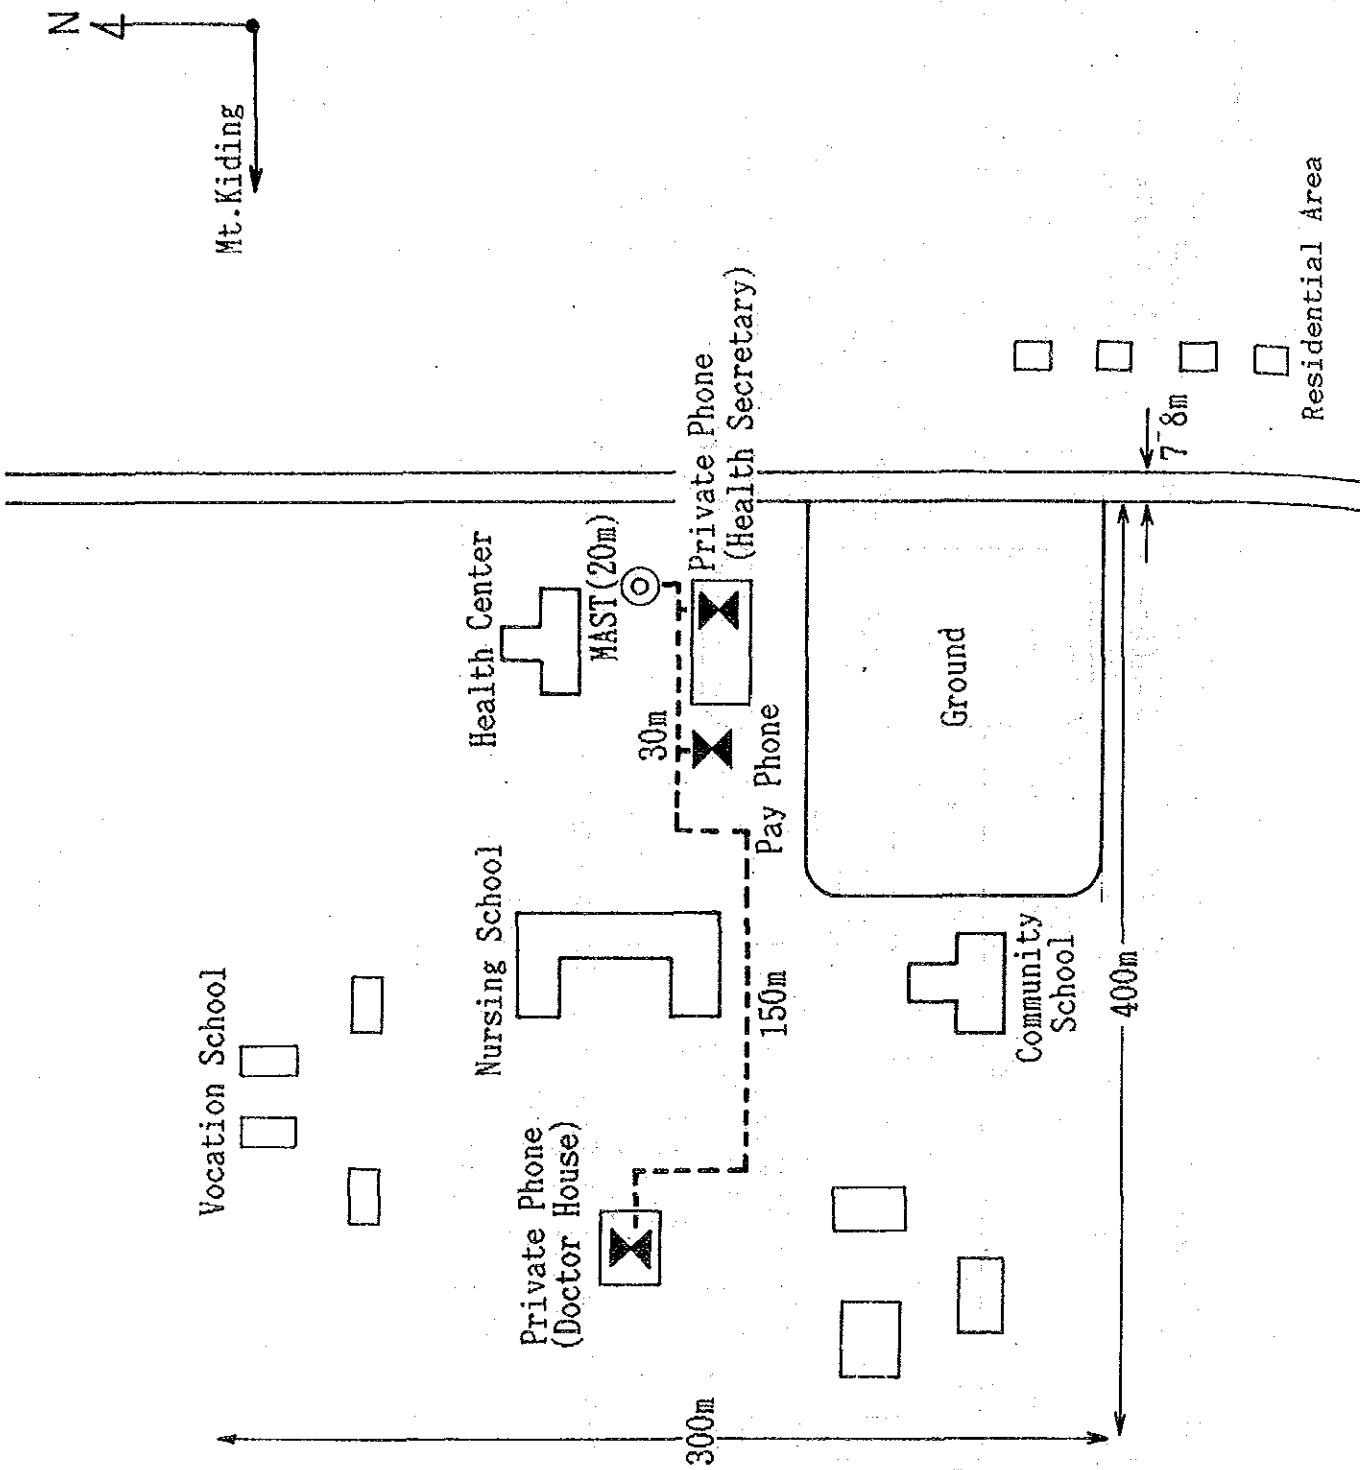 N
Mt.Kiding
Vocation School
Health Center
MAST(20m)
Private Phone
(Health Secretary)
30m
Pay Phone
Nursing School
150m
Private Phone
(Doctor House)
Ground
Community
School
7~8m
Residential Area
400m
300m